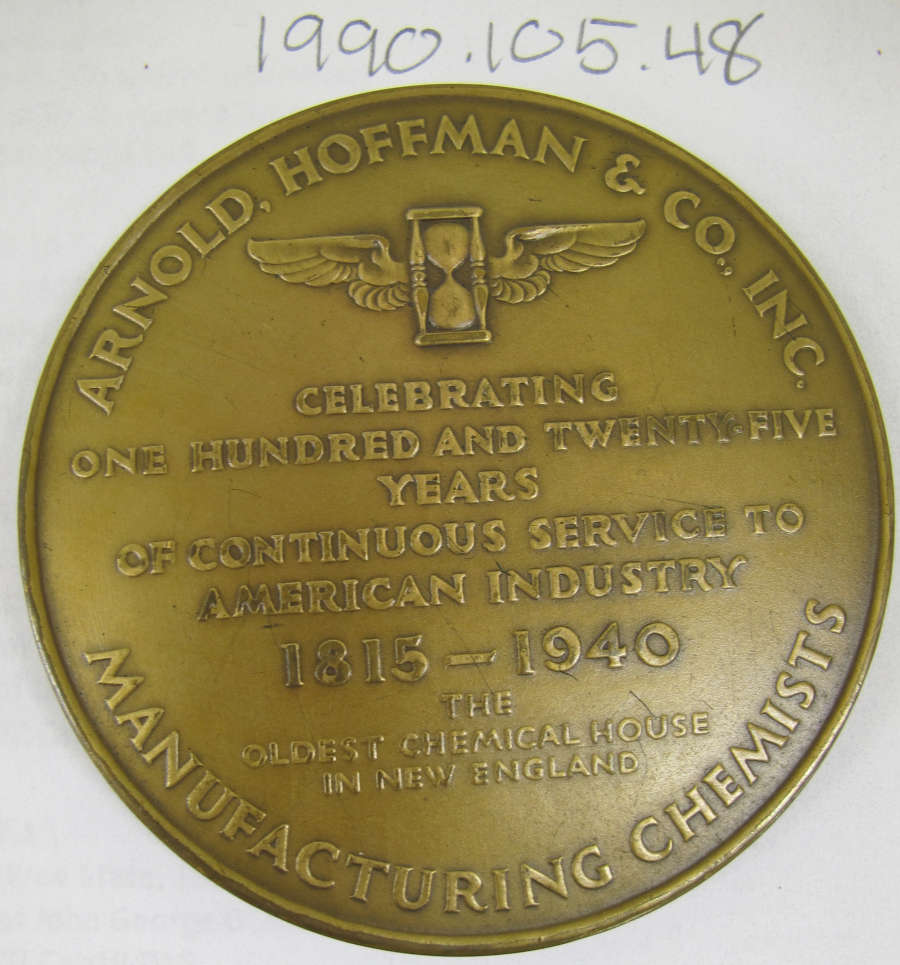 1990.105.48
ARNOLD, HOFFMAN & CO., INC.
CELEBRATING
ONE HUNDRED AND TWENTY-FIVE
YEARS
OF CONTINUOUS SERVICE TO
AMERICAN INDUSTRY
1815 – 1940
THE
OLDEST CHEMICAL HOUSE
IN NEW ENGLAND
MANUFACTURING CHEMISTS